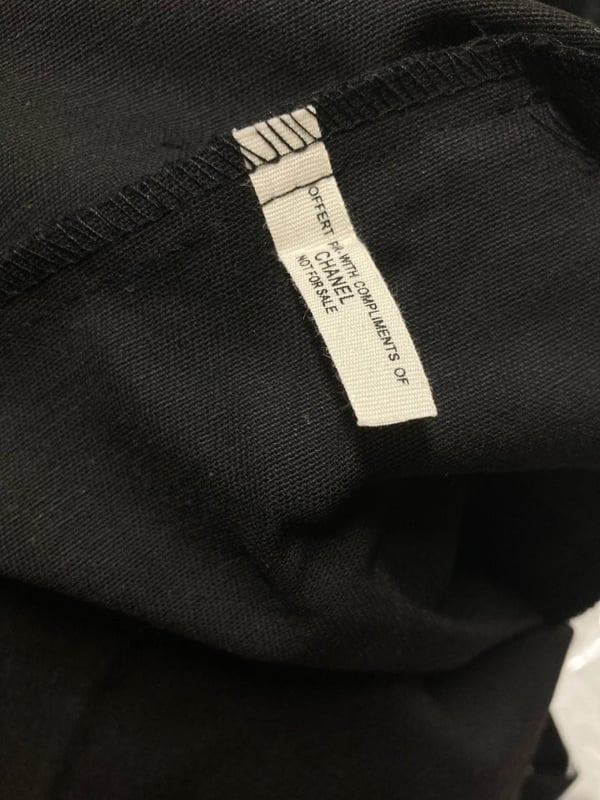 OFFERT PAR-WITH COMPLIMENTS OF
CHANEL
NOT FOR SALE